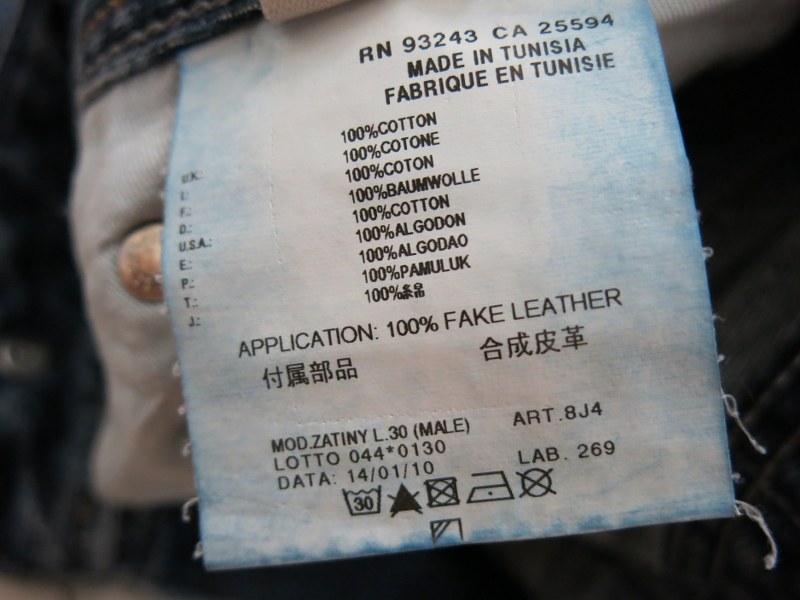 RN 93243 CA 25594
MADE IN TUNISIA
FABRIQUE EN TUNISIE
UK: 100%COTTON
I: 100%COTONE
F: 100%COTON
D: 100%BAUMWOLLE
U.S.A.: 100%COTTON
E: 100%ALGODON
P: 100%ALGODAO
T: 100%PAMULUK
J: 100%綿
APPLICATION: 100% FAKE LEATHER
付属部品 合成皮革
MOD.ZATINY L.30 (MALE) ART.8J4
LOTTO 044*0130
DATA: 14/01/10 LAB. 269
30